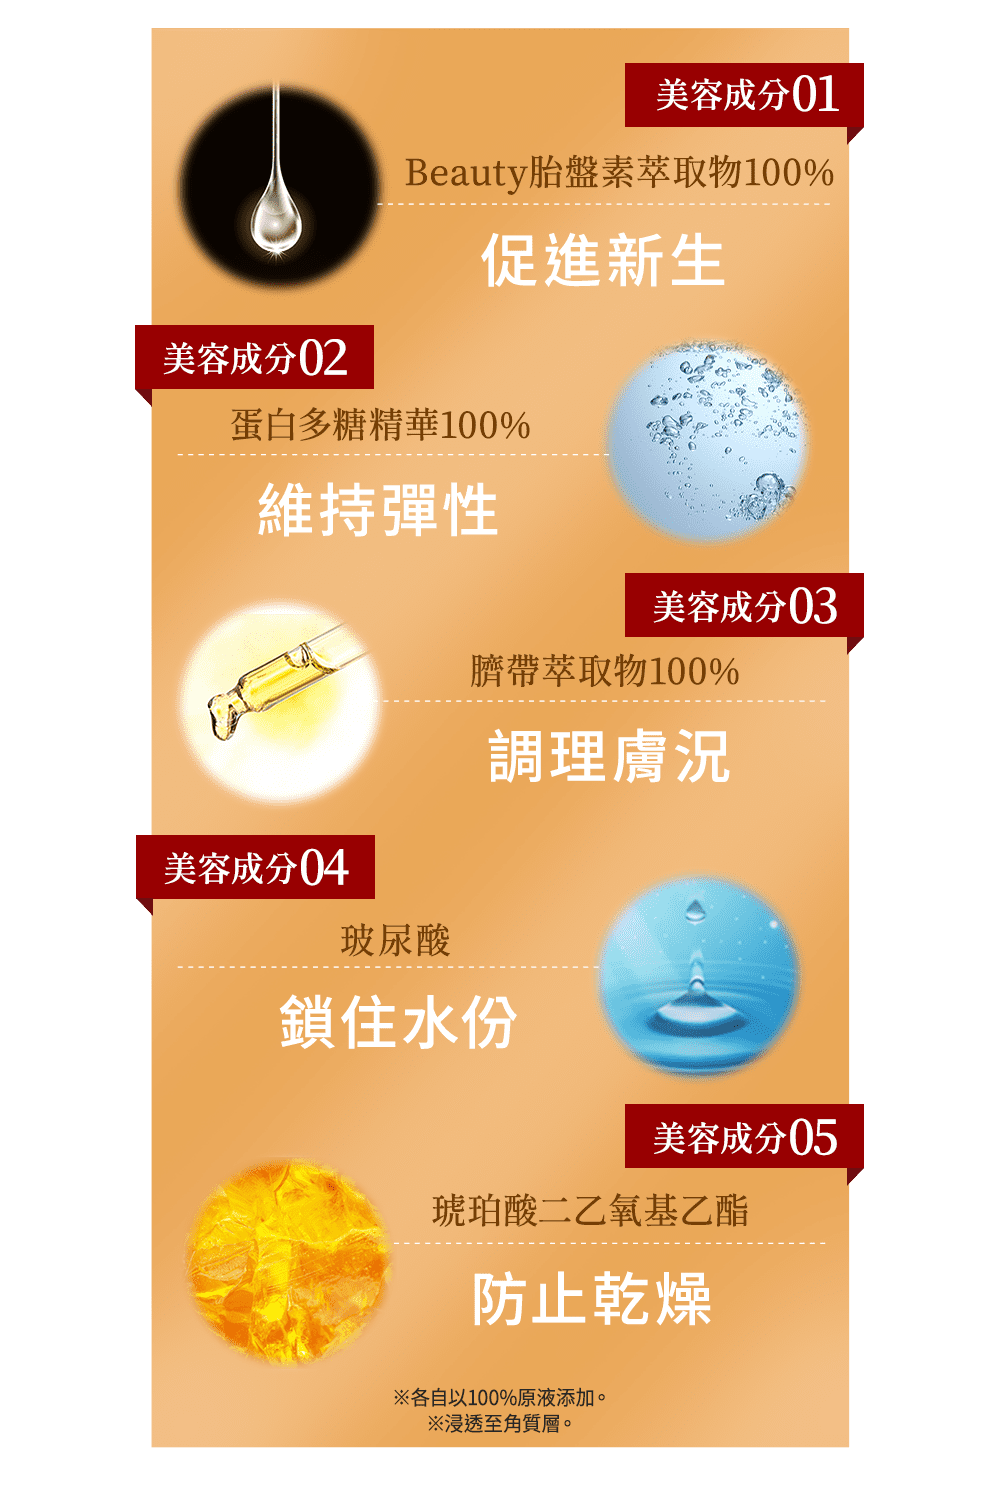 美容成分01
Beauty胎盤素萃取物100%
促進新生
美容成分02
蛋白多糖精華100%
維持彈性
美容成分03
臍帶萃取物100%
調理膚況
美容成分04
玻尿酸
鎖住水份
美容成分05
琥珀酸二乙氧基乙酯
防止乾燥
※各自以100%原液添加。
※浸透至角質層。